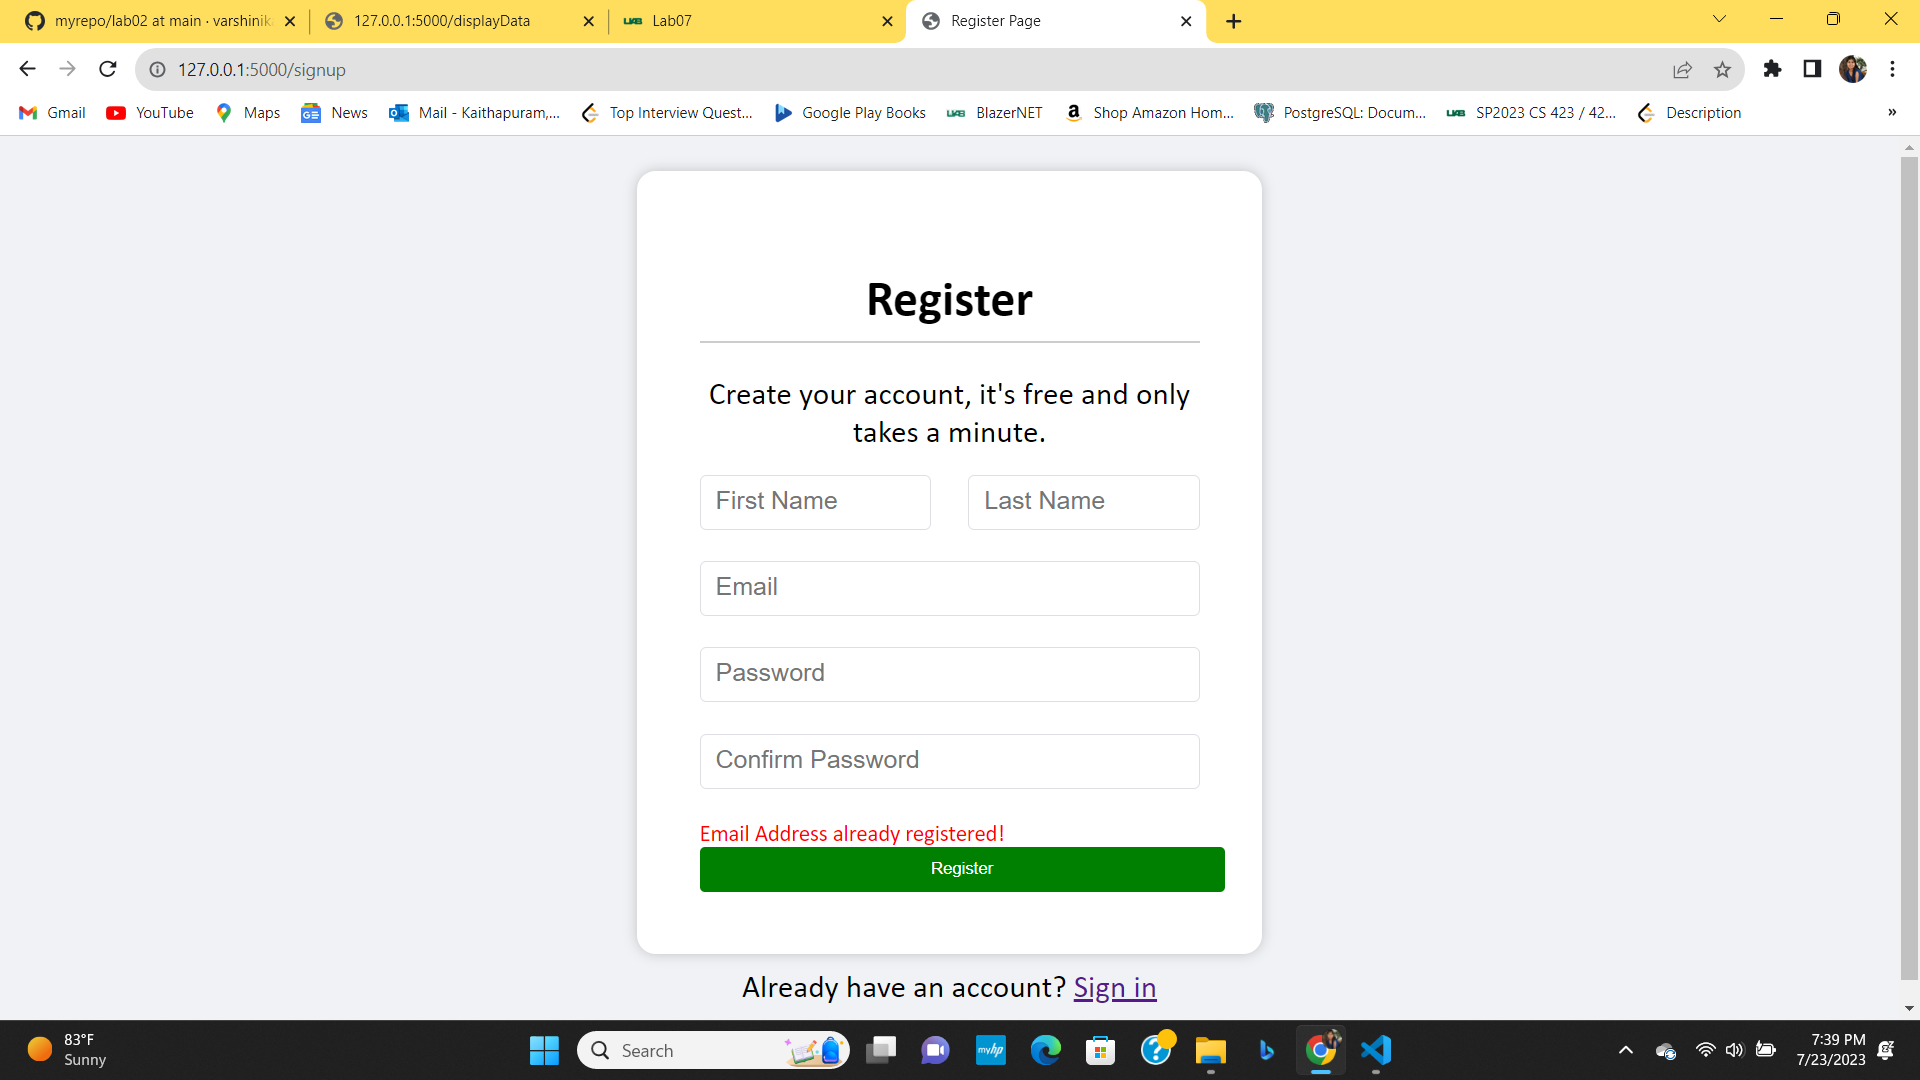 myrepo/lab02 at main · varshinik
127.0.0.1:5000/displayData
UAB Lab07
Register Page
127.0.0.1:5000/signup
Gmail
YouTube
Maps
News
Mail - Kaithapuram,...
Top Interview Quest...
Google Play Books
UAB BlazerNET
Shop Amazon Hom...
PostgreSQL: Docum...
UAB SP2023 CS 423 / 42...
Description
»
Register
Create your account, it's free and only
takes a minute.
First Name
Last Name
Email
Password
Confirm Password
Email Address already registered!
Register
Already have an account? Sign in
83°F
Sunny
Search
myhp
7:39 PM
7/23/2023